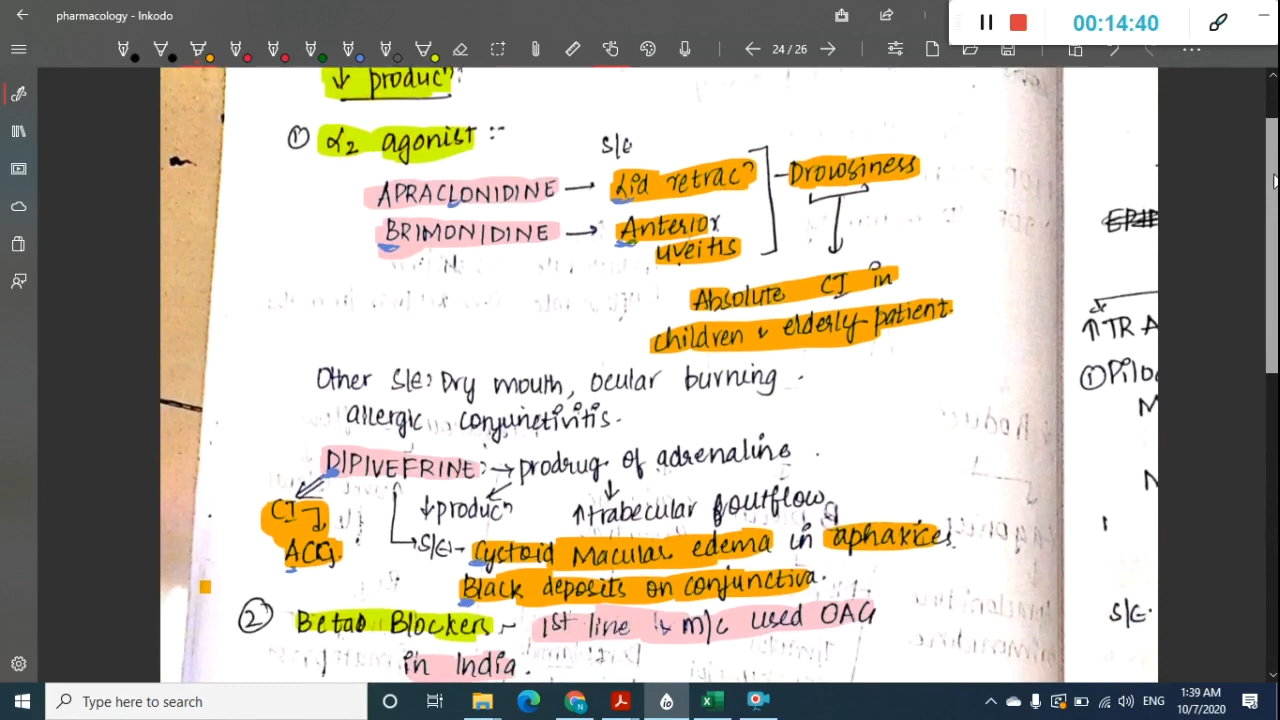 pharmacology - Inkodo
00:14:40
24 / 26
↓ producⁿ
① α₂ agonist :-
S/E
APRACLONIDINE → Lid retracⁿ
Drowsiness
BRIMONIDINE → Anterior
uveitis
Absolute CI in
children & elderly patient.
Other S/E: Dry mouth, ocular burning
allergic conjunctivitis.
DIPIVEFRINE: → prodrug of adrenaline
CI
↓producⁿ ↑trabecular outflow
ACG.
S/E - Cystoid Macular edema in aphakics
Black deposits on conjunctiva.
② Beta Blockers - 1st line & m/c used OAG
in India.
↑TR A
① Pilo
M
S/E.
Type here to search
ENG
1:39 AM
10/7/2020